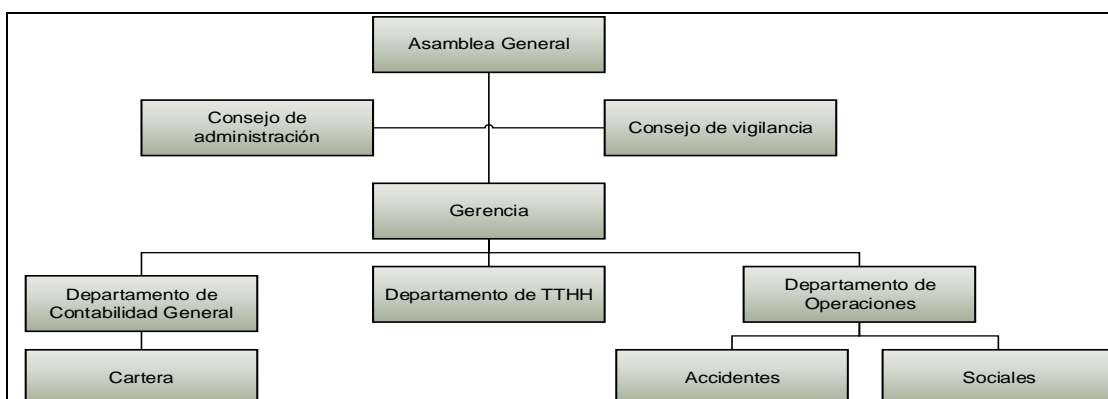 Asamblea General
Consejo de
administración
Consejo de vigilancia
Gerencia
Departamento de
Contabilidad General
Departamento de TTHH
Departamento de
Operaciones
Cartera
Accidentes
Sociales